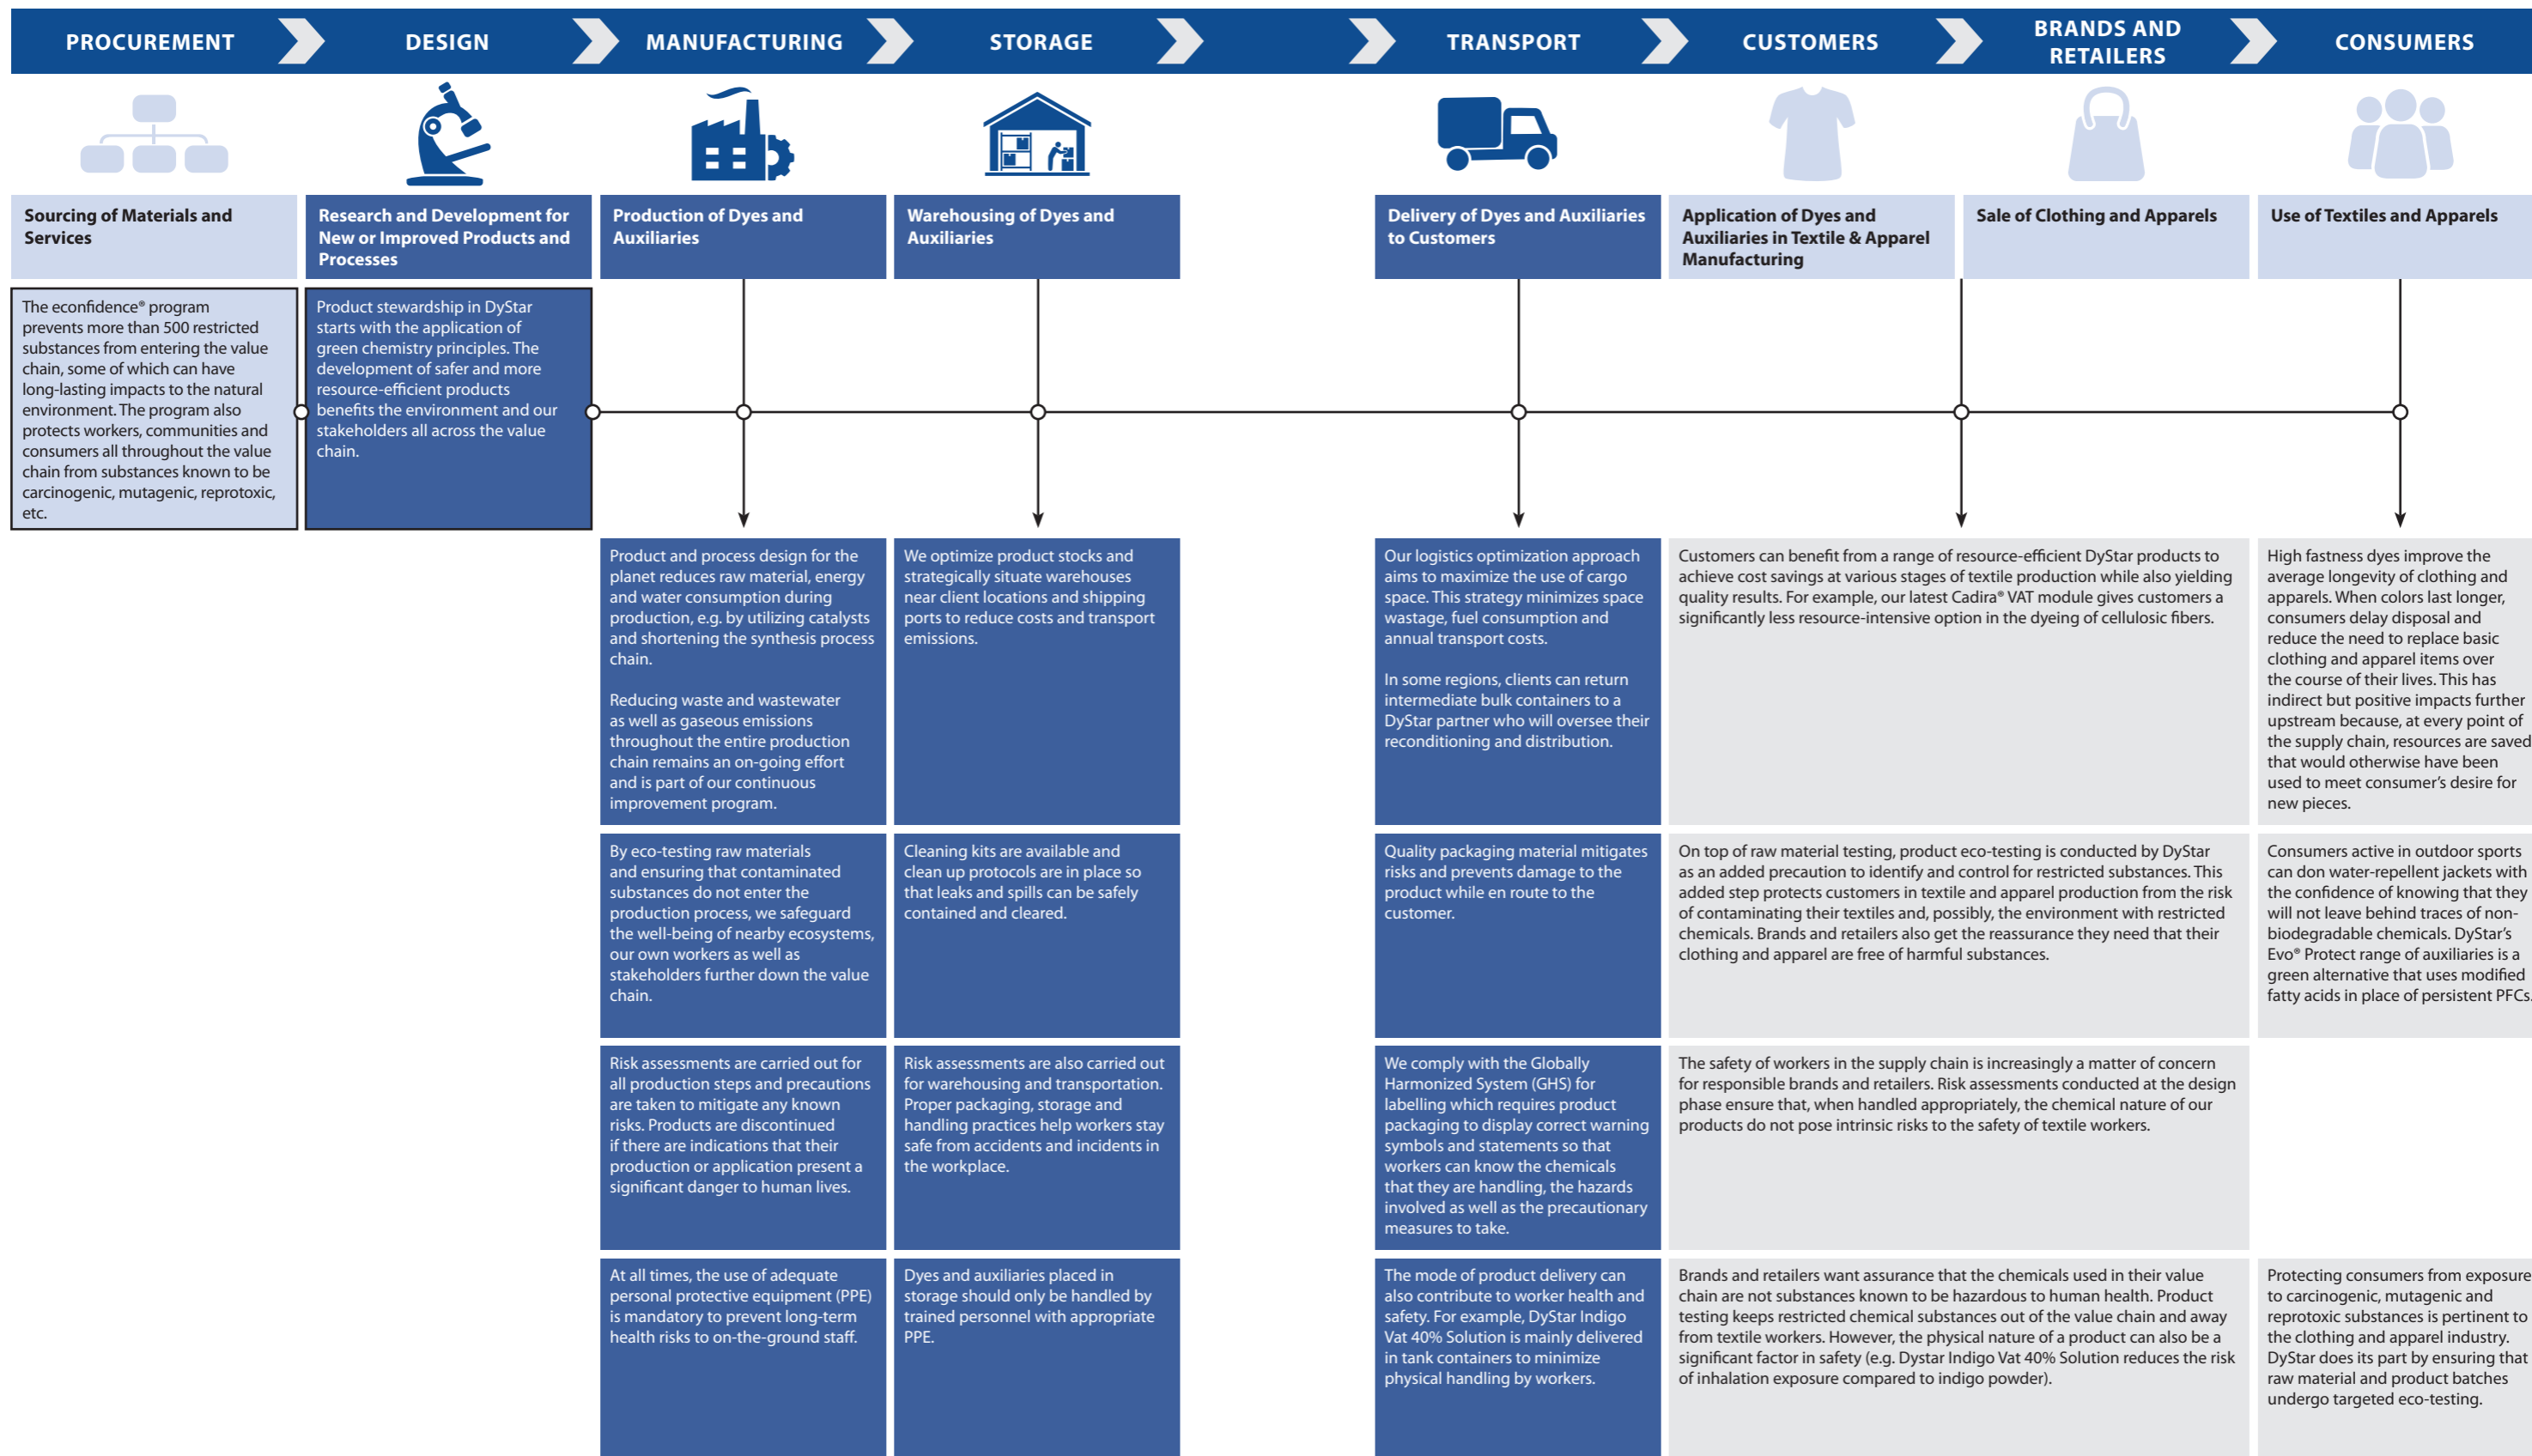 PROCUREMENT
DESIGN
MANUFACTURING
STORAGE
TRANSPORT
CUSTOMERS
BRANDS AND
RETAILERS
CONSUMERS
Sourcing of Materials and
Services
Research and Development for
New or Improved Products and
Processes
Production of Dyes and
Auxiliaries
Warehousing of Dyes and
Auxiliaries
Delivery of Dyes and Auxiliaries
to Customers
Application of Dyes and
Auxiliaries in Textile & Apparel
Manufacturing
Sale of Clothing and Apparels
Use of Textiles and Apparels
The econfidence® program
prevents more than 500 restricted
substances from entering the value
chain, some of which can have
long-lasting impacts to the natural
environment. The program also
protects workers, communities and
consumers all throughout the value
chain from substances known to be
carcinogenic, mutagenic, reprotoxic,
etc.
Product stewardship in DyStar
starts with the application of
green chemistry principles. The
development of safer and more
resource-efficient products
benefits the environment and our
stakeholders all across the value
chain.
Product and process design for the
planet reduces raw material, energy
and water consumption during
production, e.g. by utilizing catalysts
and shortening the synthesis process
chain.
Reducing waste and wastewater
as well as gaseous emissions
throughout the entire production
chain remains an on-going effort
and is part of our continuous
improvement program.
We optimize product stocks and
strategically situate warehouses
near client locations and shipping
ports to reduce costs and transport
emissions.
Our logistics optimization approach
aims to maximize the use of cargo
space. This strategy minimizes space
wastage, fuel consumption and
annual transport costs.
In some regions, clients can return
intermediate bulk containers to a
DyStar partner who will oversee their
reconditioning and distribution.
Customers can benefit from a range of resource-efficient DyStar products to
achieve cost savings at various stages of textile production while also yielding
quality results. For example, our latest Cadira® VAT module gives customers a
significantly less resource-intensive option in the dyeing of cellulosic fibers.
High fastness dyes improve the
average longevity of clothing and
apparels. When colors last longer,
consumers delay disposal and
reduce the need to replace basic
clothing and apparel items over
the course of their lives. This has
indirect but positive impacts further
upstream because, at every point of
the supply chain, resources are saved
that would otherwise have been
used to meet consumer's desire for
new pieces.
By eco-testing raw materials
and ensuring that contaminated
substances do not enter the
production process, we safeguard
the well-being of nearby ecosystems,
our own workers as well as
stakeholders further down the value
chain.
Cleaning kits are available and
clean up protocols are in place so
that leaks and spills can be safely
contained and cleared.
Quality packaging material mitigates
risks and prevents damage to the
product while en route to the
customer.
On top of raw material testing, product eco-testing is conducted by DyStar
as an added precaution to identify and control for restricted substances. This
added step protects customers in textile and apparel production from the risk
of contaminating their textiles and, possibly, the environment with restricted
chemicals. Brands and retailers also get the reassurance they need that their
clothing and apparel are free of harmful substances.
Consumers active in outdoor sports
can don water-repellent jackets with
the confidence of knowing that they
will not leave behind traces of non-
biodegradable chemicals. DyStar's
Evo® Protect range of auxiliaries is a
green alternative that uses modified
fatty acids in place of persistent PFCs.
Risk assessments are carried out for
all production steps and precautions
are taken to mitigate any known
risks. Products are discontinued
if there are indications that their
production or application present a
significant danger to human lives.
Risk assessments are also carried out
for warehousing and transportation.
Proper packaging, storage and
handling practices help workers stay
safe from accidents and incidents in
the workplace.
We comply with the Globally
Harmonized System (GHS) for
labelling which requires product
packaging to display correct warning
symbols and statements so that
workers can know the chemicals
that they are handling, the hazards
involved as well as the precautionary
measures to take.
The safety of workers in the supply chain is increasingly a matter of concern
for responsible brands and retailers. Risk assessments conducted at the design
phase ensure that, when handled appropriately, the chemical nature of our
products do not pose intrinsic risks to the safety of textile workers.
At all times, the use of adequate
personal protective equipment (PPE)
is mandatory to prevent long-term
health risks to on-the-ground staff.
Dyes and auxiliaries placed in
storage should only be handled by
trained personnel with appropriate
PPE.
The mode of product delivery can
also contribute to worker health and
safety. For example, DyStar Indigo
Vat 40% Solution is mainly delivered
in tank containers to minimize
physical handling by workers.
Brands and retailers want assurance that the chemicals used in their value
chain are not substances known to be hazardous to human health. Product
testing keeps restricted chemical substances out of the value chain and away
from textile workers. However, the physical nature of a product can also be a
significant factor in safety (e.g. Dystar Indigo Vat 40% Solution reduces the risk
of inhalation exposure compared to indigo powder).
Protecting consumers from exposure
to carcinogenic, mutagenic and
reprotoxic substances is pertinent to
the clothing and apparel industry.
DyStar does its part by ensuring that
raw material and product batches
undergo targeted eco-testing.